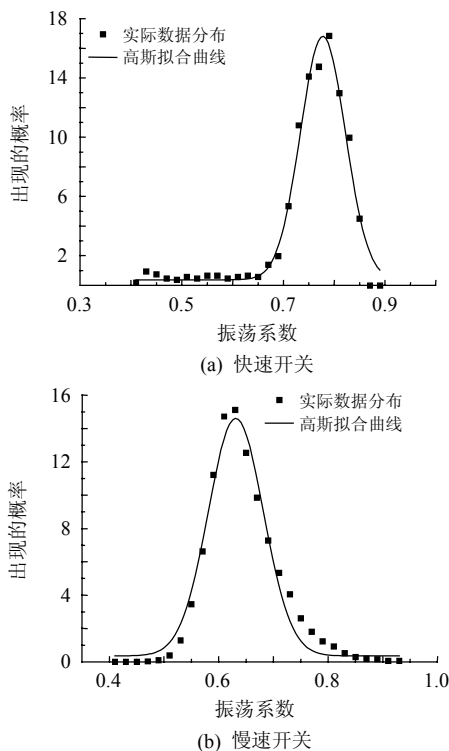 18
实际数据分布
高斯拟合曲线
14
10
6
2
出现的概率
0.3 0.5 0.7 0.9
振荡系数
(a) 快速开关
16
实际数据分布
高斯拟合曲线
12
8
4
0
出现的概率
0.4 0.6 0.8 1.0
振荡系数
(b) 慢速开关